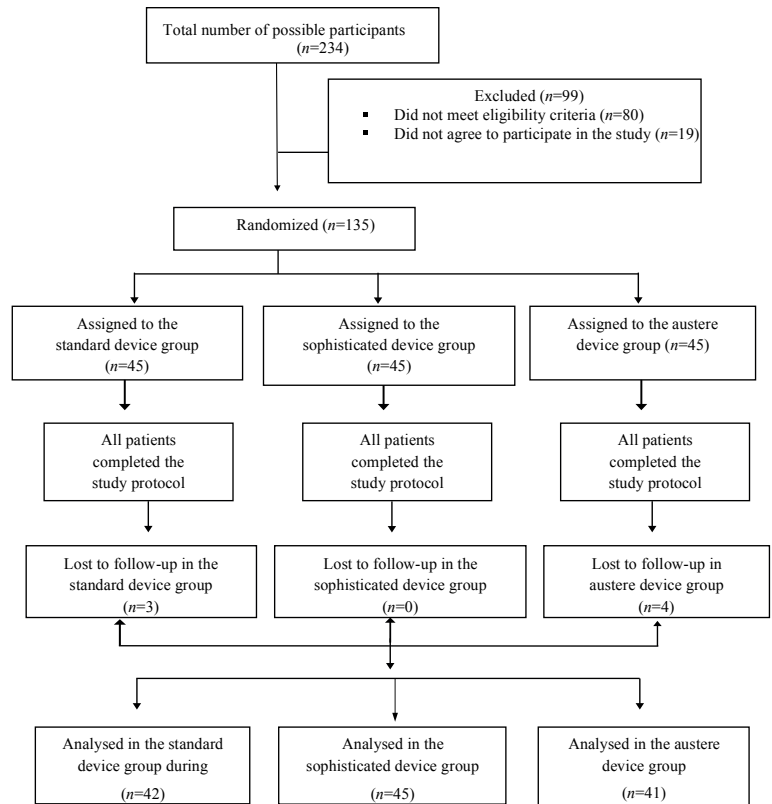 Total number of possible participants
(n=234)
Excluded (n=99)
▪ Did not meet eligibility criteria (n=80)
▪ Did not agree to participate in the study (n=19)
Randomized (n=135)
Assigned to the
standard device group
(n=45)
Assigned to the
sophisticated device group
(n=45)
Assigned to the austere
device group (n=45)
All patients
completed the
study protocol
All patients
completed the
study protocol
All patients
completed the
study protocol
Lost to follow-up in the
standard device group
(n=3)
Lost to follow-up in the
sophisticated device group
(n=0)
Lost to follow-up in
austere device group
(n=4)
Analysed in the standard
device group during
(n=42)
Analysed in the
sophisticated device group
(n=45)
Analysed in the austere
device group
(n=41)